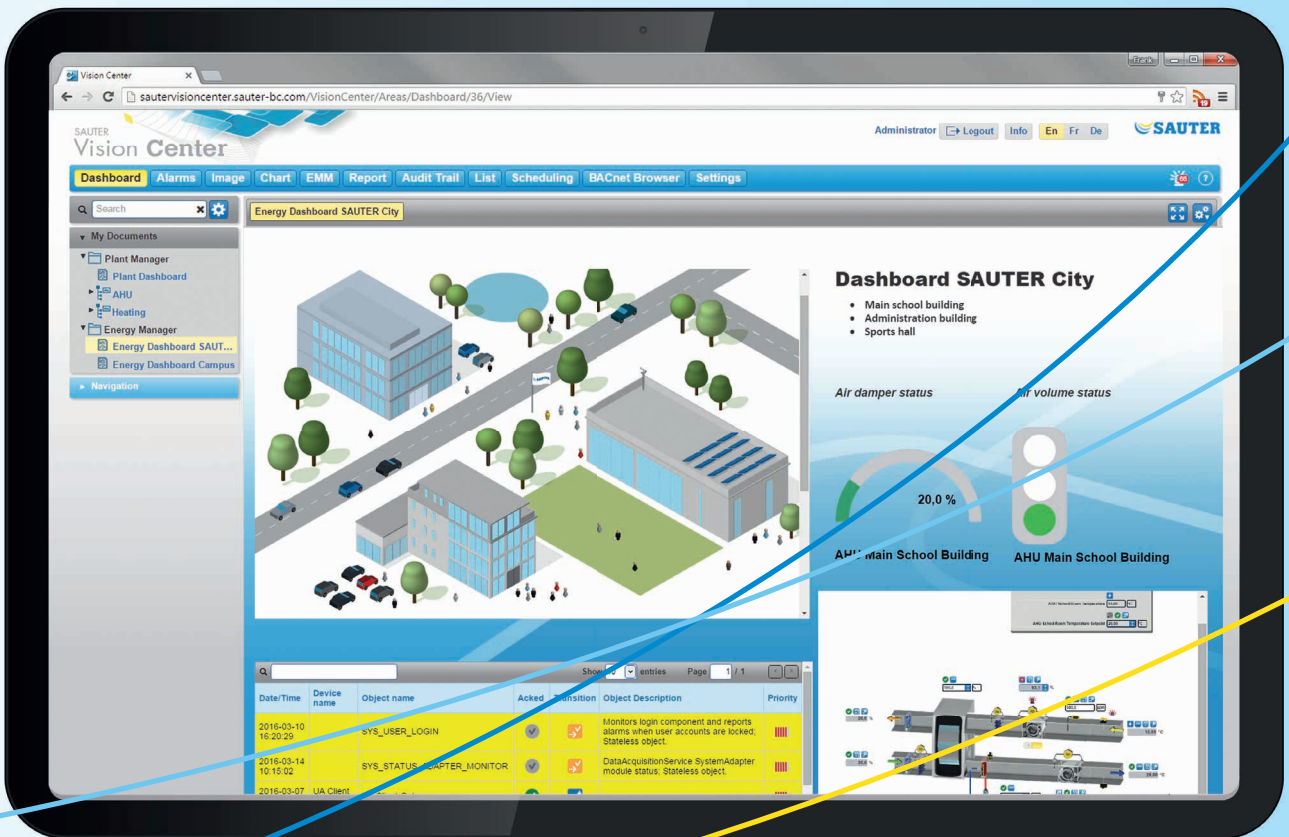 Vision Center
Frank
sautervisioncenter.sauter-bc.com/VisionCenter/Areas/Dashboard/36/View
19
SAUTER
Vision Center
Administrator Logout Info En Fr De
SAUTER
Dashboard Alarms Image Chart EMM Report Audit Trail List Scheduling BACnet Browser Settings
Search
Energy Dashboard SAUTER City
My Documents
Plant Manager
Plant Dashboard
AHU
Heating
Energy Manager
Energy Dashboard SAUT...
Energy Dashboard Campus
Navigation
Dashboard SAUTER City
• Main school building
• Administration building
• Sports hall
Air damper status
Air volume status
20,0 %
AHU Main School Building
AHU Main School Building
Show entries Page 1 / 1
Date/Time Device name Object name Acked Transition Object Description Priority
2016-03-10
16:20:29
SYS_USER_LOGIN
Monitors login component and reports
alarms when user accounts are locked;
Stateless object.
2016-03-14
10:15:02
SYS_STATUS_ADAPTER_MONITOR
DataAcquisitionService SystemAdapter
module status; Stateless object.
2016-03-07 UA Client